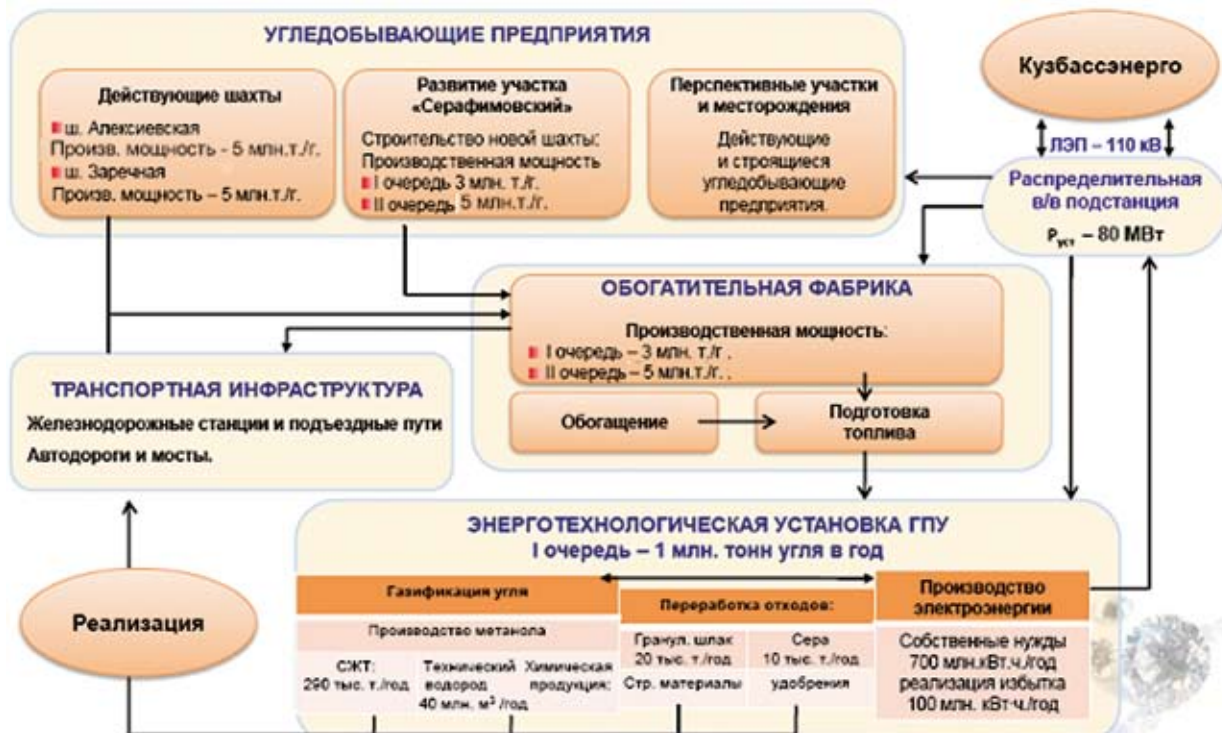 УГЛЕДОБЫВАЮЩИЕ ПРЕДПРИЯТИЯ
Действующие шахты
ш. Алексиевская
Произв. мощность - 5 млн.т./г.
ш. Заречная
Произв. мощность – 5 млн.т./г.
Развитие участка
«Серафимовский»
Строительство новой шахты:
Производственная мощность
I очередь 3 млн. т./г.
II очередь 5 млн.т./г.
Перспективные участки
и месторождения
Действующие
и строящиеся
угледобывающие
предприятия.
Кузбассэнерго
ЛЭП – 110 кВ
Распределительная
в/в подстанция
Руст – 80 МВт
ОБОГАТИТЕЛЬНАЯ ФАБРИКА
Производственная мощность:
I очередь – 3 млн. т./г .
II очередь – 5 млн.т./г. .
Обогащение
Подготовка
топлива
ТРАНСПОРТНАЯ ИНФРАСТРУКТУРА
Железнодорожные станции и подъездные пути
Автодороги и мосты.
Реализация
ЭНЕРГОТЕХНОЛОГИЧЕСКАЯ УСТАНОВКА ГПУ
I очередь – 1 млн. тонн угля в год
Газификация угля
Производство метанола
СЖТ:
290 тыс. т./год
Технический
водород
40 млн. м³ /год
Химическая
продукция:
Переработка отходов:
Гранул. шлак
20 тыс. т./год
Стр. материалы
Сера
10 тыс. т./год
удобрения
Производство
электроэнергии
Собственные нужды
700 млн.кВт.ч./год
реализация избытка
100 млн. кВт·ч./год